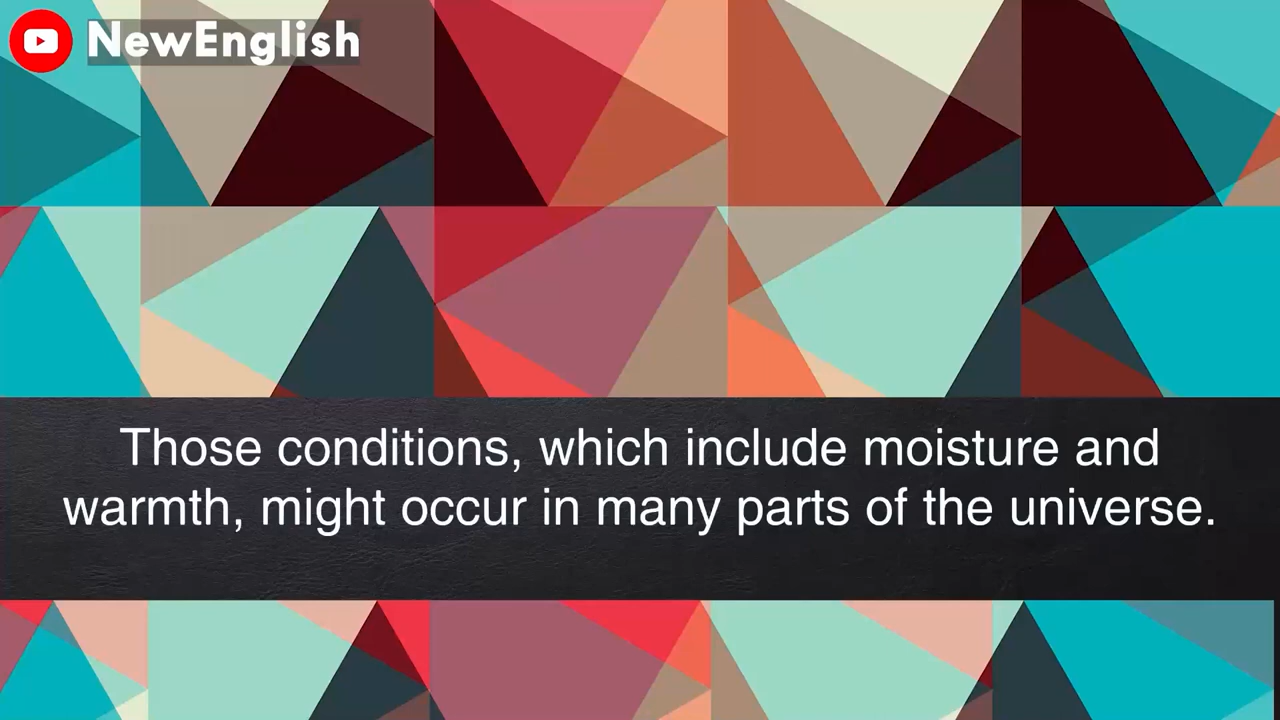 NewEnglish
Those conditions, which include moisture and
warmth, might occur in many parts of the universe.